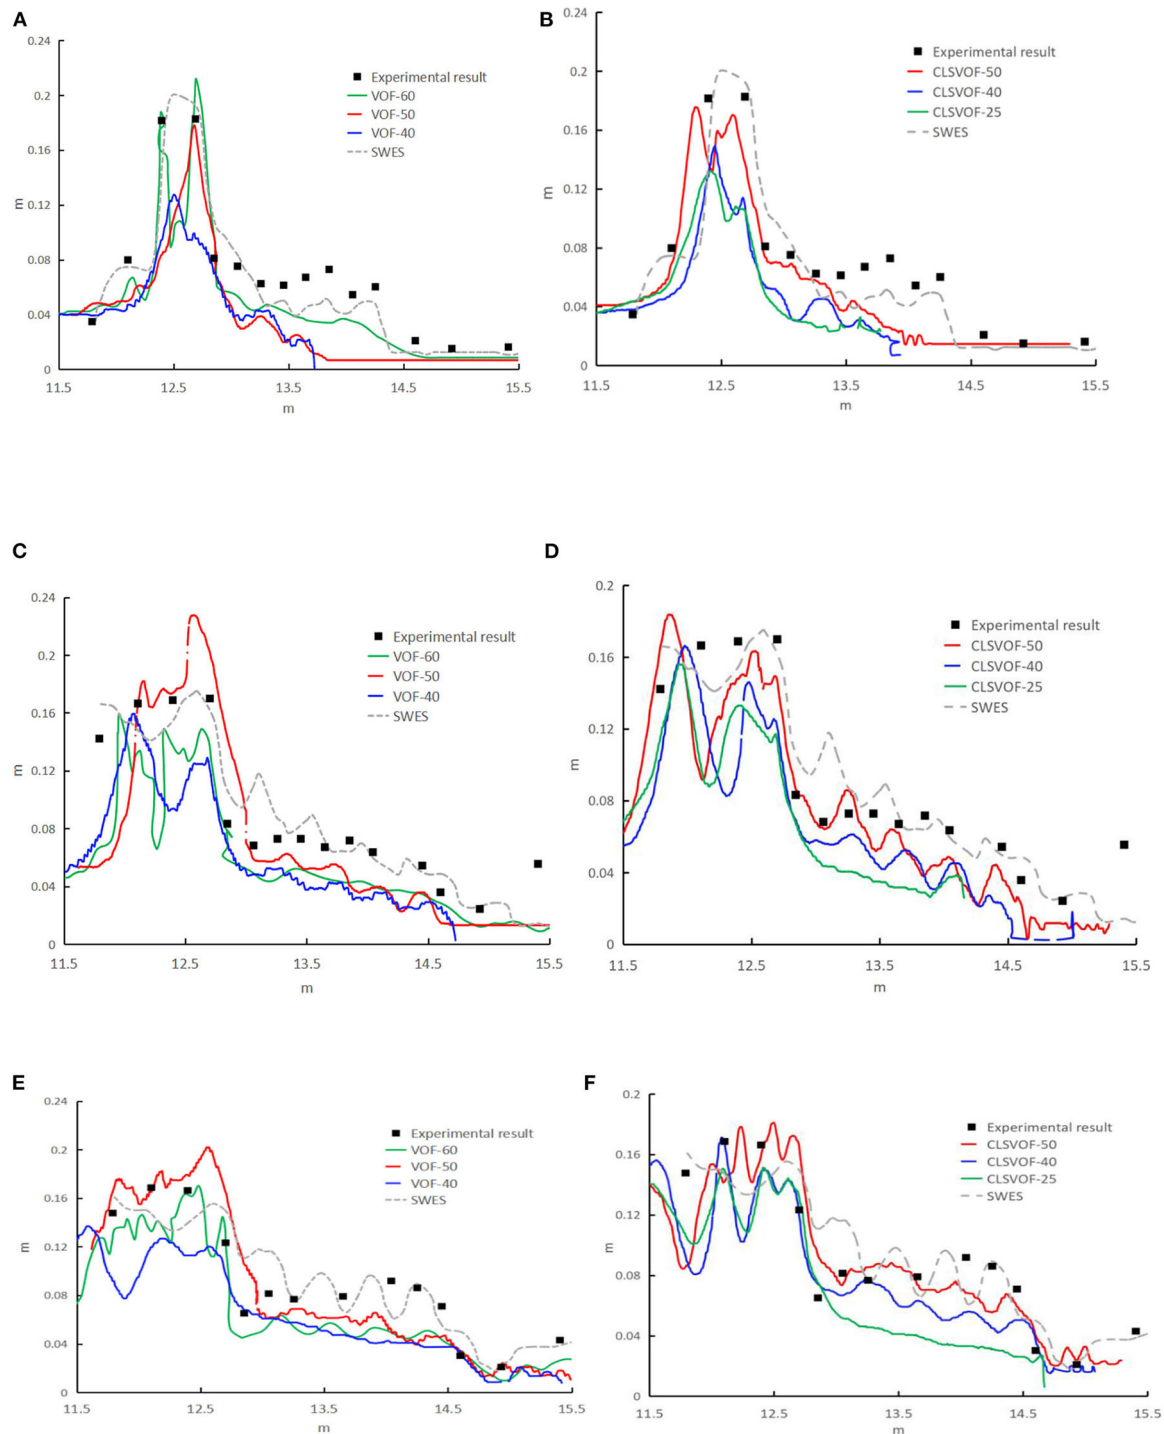 A
0.24
0.2
0.16
0.12
0.08
0.04
0
m
11.5 12.5 13.5 14.5 15.5
m
Experimental result
VOF-60
VOF-50
VOF-40
SWES
B
0.24
0.2
0.16
0.12
0.08
0.04
0
m
11.5 12.5 13.5 14.5 15.5
m
Experimental result
CLSVOF-50
CLSVOF-40
CLSVOF-25
SWES
C
0.24
0.2
0.16
0.12
0.08
0.04
0
m
11.5 12.5 13.5 14.5 15.5
m
Experimental result
VOF-60
VOF-50
VOF-40
SWES
D
0.2
0.16
0.12
0.08
0.04
0
m
11.5 12.5 13.5 14.5 15.5
m
Experimental result
CLSVOF-50
CLSVOF-40
CLSVOF-25
SWES
E
0.24
0.2
0.16
0.12
0.08
0.04
0
m
11.5 12.5 13.5 14.5 15.5
m
Experimental result
VOF-60
VOF-50
VOF-40
SWES
F
0.2
0.16
0.12
0.08
0.04
0
m
11.5 12.5 13.5 14.5 15.5
m
Experimental result
CLSVOF-50
CLSVOF-40
CLSVOF-25
SWES